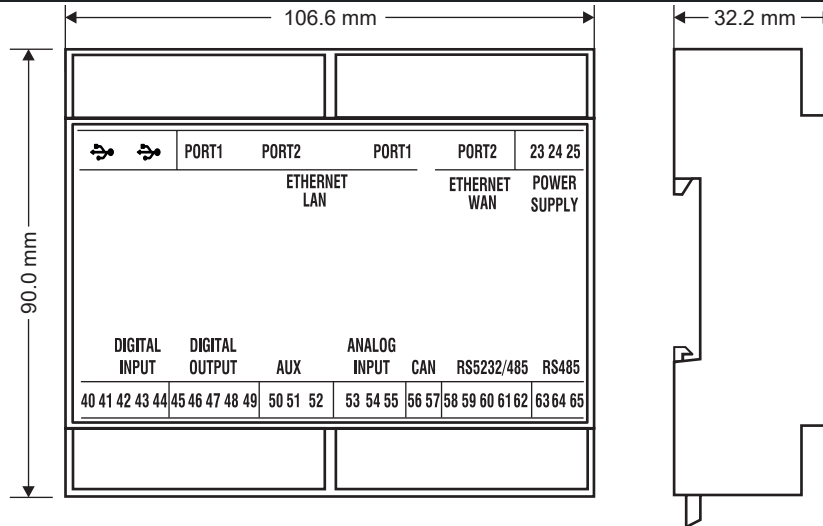 106.6 mm
32.2 mm
90.0 mm
PORT1 PORT2 PORT1 PORT2 23 24 25
ETHERNET
LAN
ETHERNET
WAN
POWER
SUPPLY
DIGITAL
INPUT
DIGITAL
OUTPUT
AUX
ANALOG
INPUT
CAN
RS5232/485
RS485
40 41 42 43 44 45 46 47 48 49 50 51 52 53 54 55 56 57 58 59 60 61 62 63 64 65